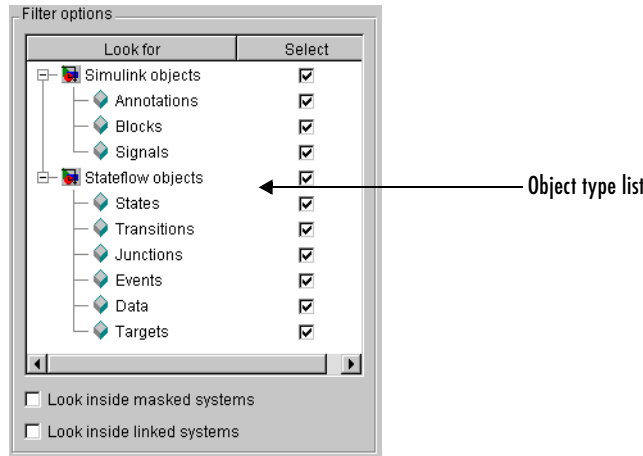 Filter options
Look for Select
Simulink objects
Annotations
Blocks
Signals
Stateflow objects
Object type list
States
Transitions
Junctions
Events
Data
Targets
Look inside masked systems
Look inside linked systems